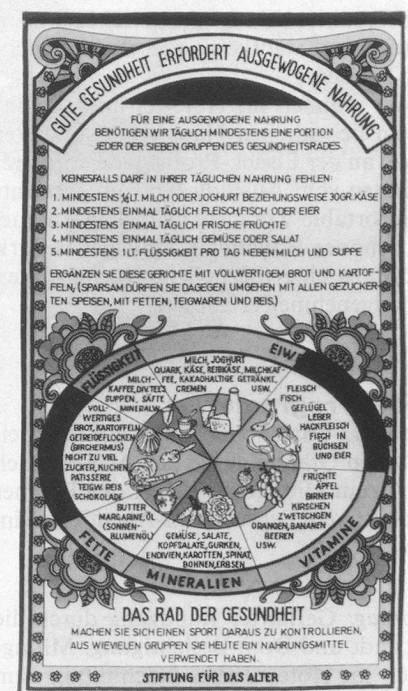 GUTE GESUNDHEIT ERFORDERT AUSGEWOGENE NAHRUNG
FÜR EINE AUSGEWOGENE NAHRUNG
BENÖTIGEN WIR TÄGLICH MINDESTENS EINE PORTION
JEDER DER SIEBEN GRUPPEN DES GESUNDHEITSRADES.
KEINESFALLS DARF IN IHRER TÄGLICHEN NAHRUNG FEHLEN:
1. MINDESTENS ½ LT. MILCH ODER JOGHURT BEZIEHUNGSWEISE 30GR. KÄSE
2. MINDESTENS EINMAL TÄGLICH FLEISCH, FISCH ODER EIER
3. MINDESTENS EINMAL TÄGLICH FRISCHE FRÜCHTE
4. MINDESTENS EINMAL TÄGLICH GEMÜSE ODER SALAT
5. MINDESTENS 1 LT. FLÜSSIGKEIT PRO TAG NEBEN MILCH UND SUPPE
ERGÄNZEN SIE DIESE GERICHTE MIT VOLLWERTIGEM BROT UND KARTOF-
FELN, (SPARSAM DÜRFEN SIE DAGEGEN UMGEHEN MIT ALLEN GEZUCKER-
TEN SPEISEN, MIT FETTEN, TEIGWAREN UND REIS.)
FLÜSSIGKEIT
EIW
MILCH, JOGHURT
QUARK, KÄSE, REIBKÄSE, MILCHKAF-
FEE, KAKAOHALTIGE GETRÄNKE,
CREMEN USW.
MILCH-
KAFFEE, DIV. TEES,
SUPPEN, SÄFTE
MINERALW.
FLEISCH
FISCH
GEFLÜGEL
LEBER
HACKFLEISCH
FISCH IN
BÜCHSEN
UND EIER
VOLL-
WERTIGES
BROT, KARTOFFELN
GETREIDEFLOCKEN
(BIRCHERMUS)
NICHT ZU VIEL
ZUCKER, KUCHEN
PATISSERIE
TEIGW. REIS
SCHOKOLADE
FRÜCHTE
ÄPFEL
BIRNEN
KIRSCHEN
ZWETSCHGEN
ORANGEN, BANANEN
BEEREN
USW.
BUTTER
MARGARINE, ÖL
(SONNEN-
BLUMENÖL)
GEMÜSE, SALATE,
KOPFSALATE, GURKEN,
ENDIVIEN, KAROTTEN, SPINAT,
BOHNEN, ERBSEN
FETTE
MINERALIEN
VITAMINE
DAS RAD DER GESUNDHEIT
MACHEN SIE SICH EINEN SPORT DARAUS ZU KONTROLLIEREN,
AUS WIEVIELEN GRUPPEN SIE HEUTE EIN NAHRUNGSMITTEL
VERWENDET HABEN.
STIFTUNG FÜR DAS ALTER